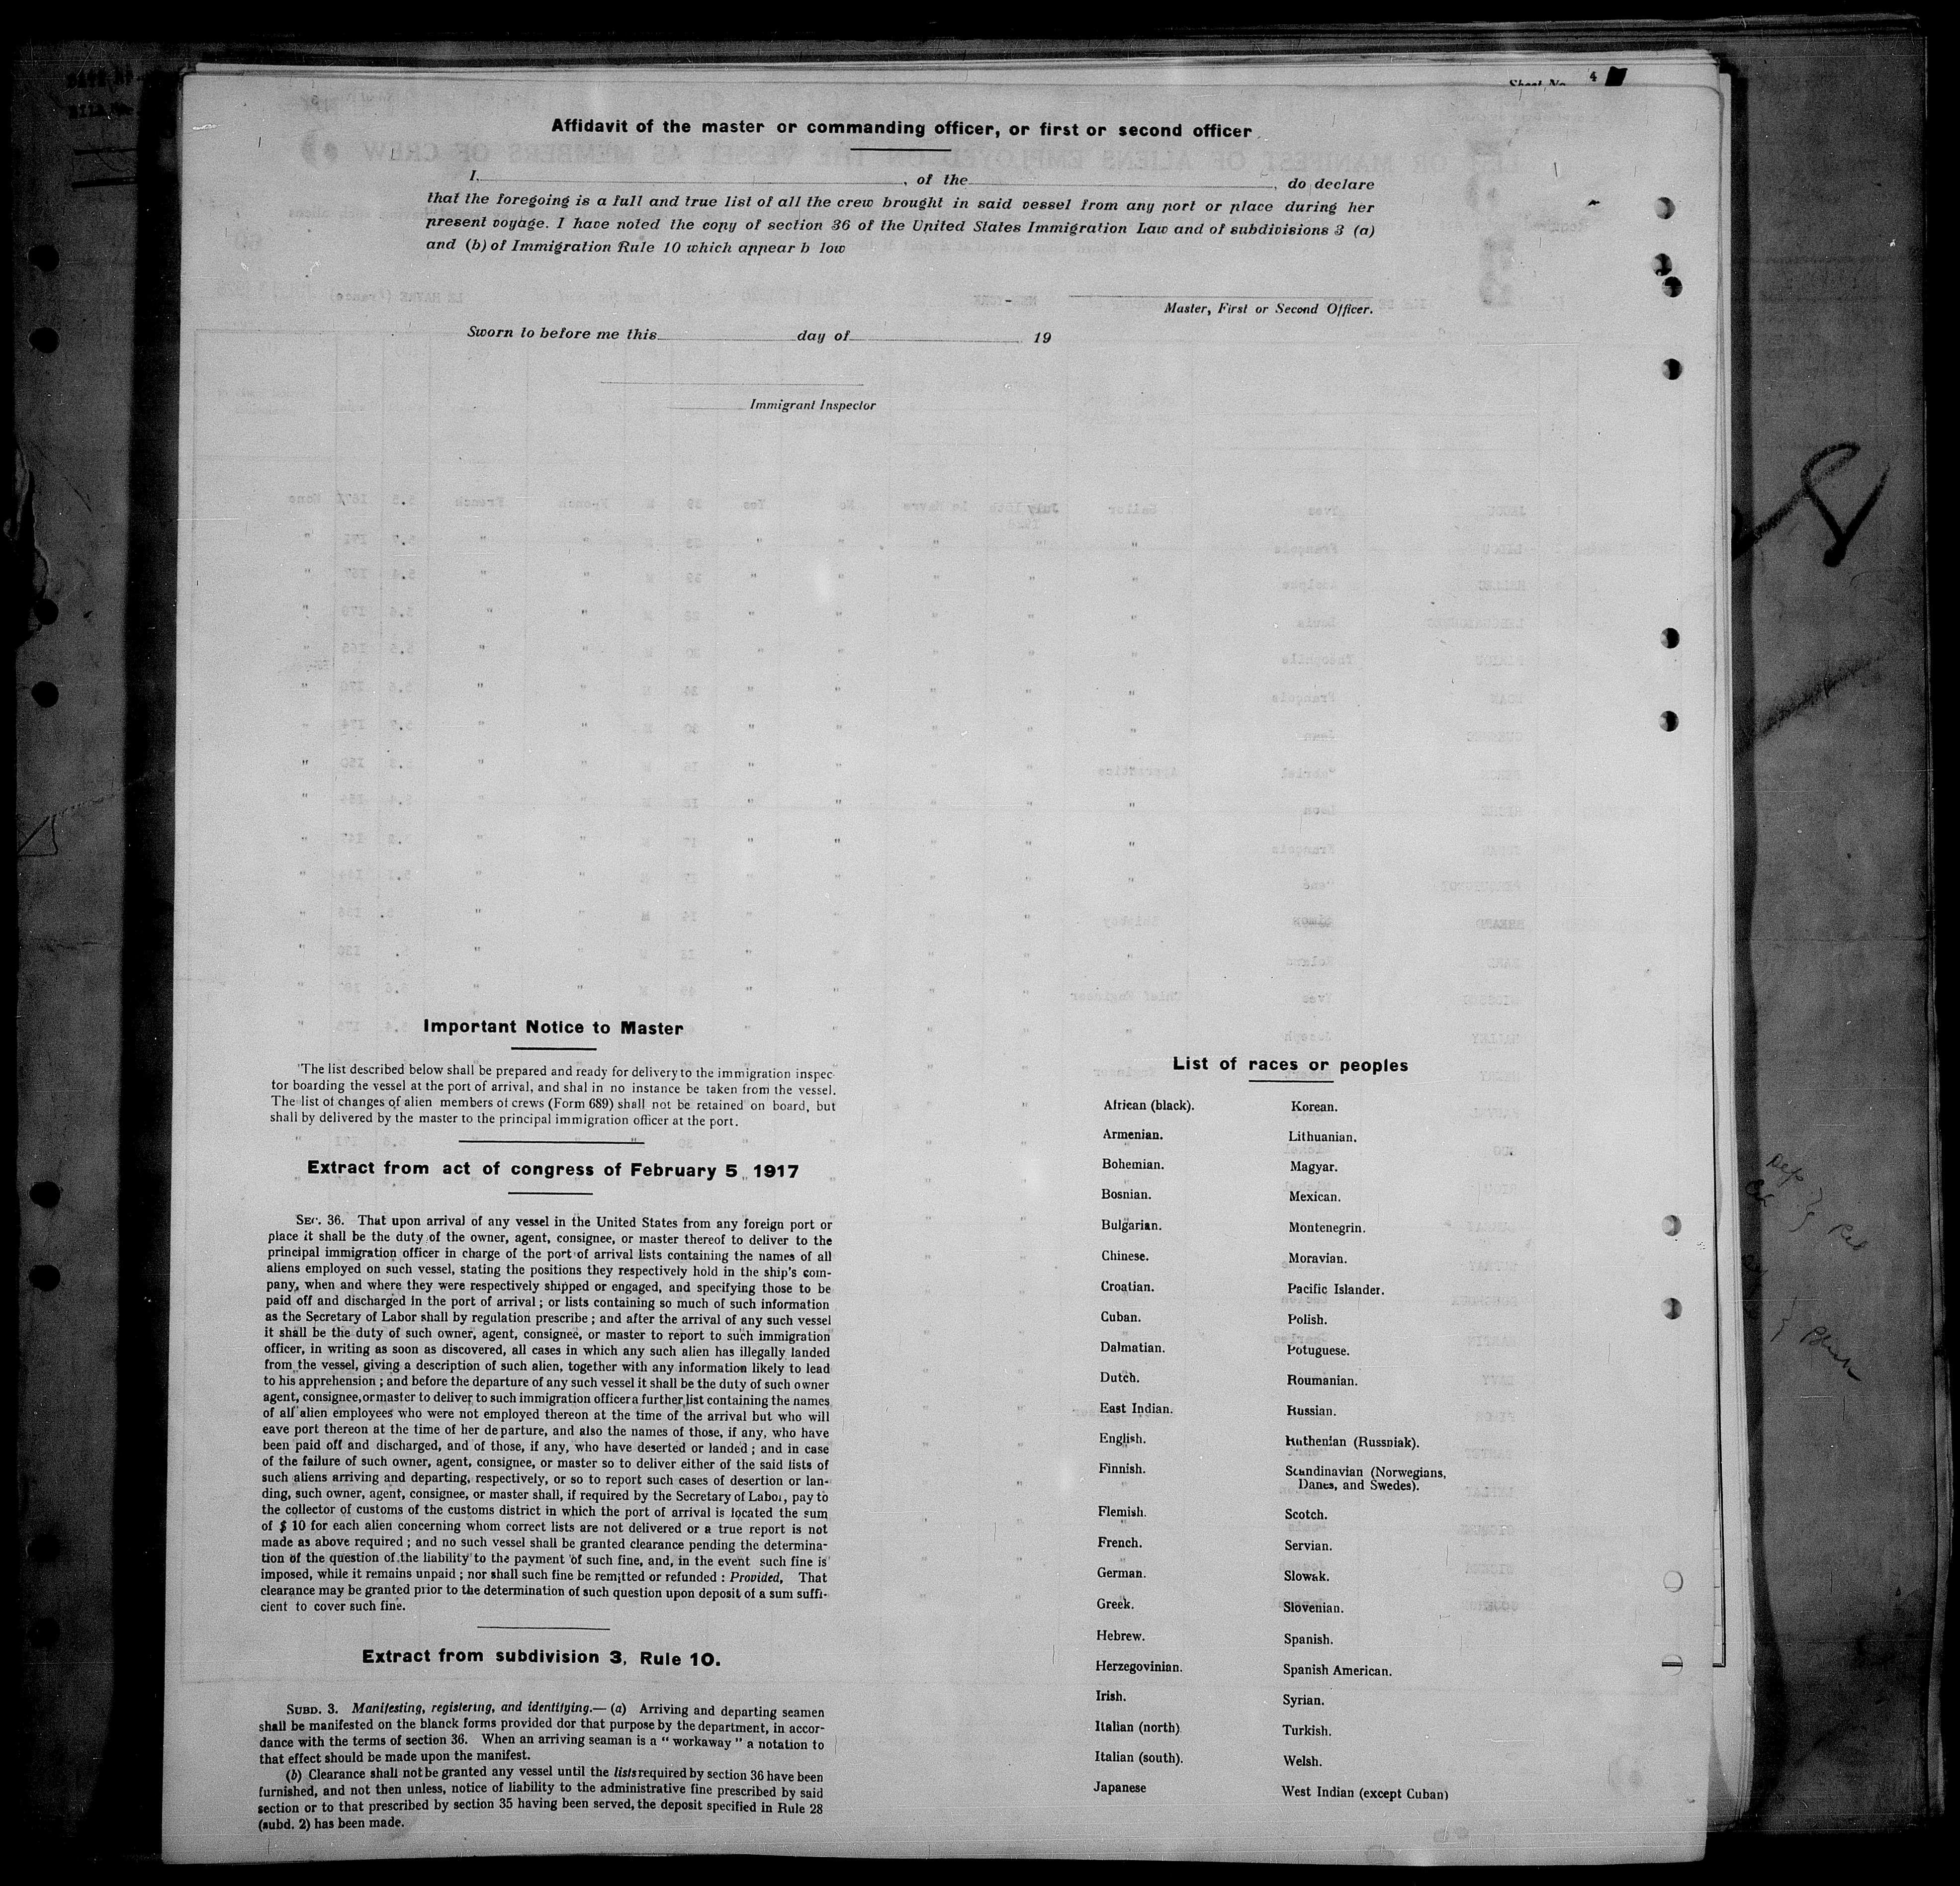 Sheet No 4
Affidavit of the master or commanding officer, or first or second officer
I, , of the , do declare
that the foregoing is a full and true list of all the crew brought in said vessel from any port or place during her
present voyage. I have noted the copy of section 36 of the United States Immigration Law and of subdivisions 3 (a)
and (b) of Immigration Rule 10 which appear b low
Master, First or Second Officer.
Sworn to before me this day of 19
Immigrant Inspector
Important Notice to Master
The list described below shall be prepared and ready for delivery to the immigration inspec-
tor boarding the vessel at the port of arrival, and shal in no instance be taken from the vessel.
The list of changes of alien members of crews (Form 689) shall not be retained on board, but
shall by delivered by the master to the principal immigration officer at the port.
Extract from act of congress of February 5, 1917
SEC. 36. That upon arrival of any vessel in the United States from any foreign port or
place it shall be the duty of the owner, agent, consignee, or master thereof to deliver to the
principal immigration officer in charge of the port of arrival lists containing the names of all
aliens employed on such vessel, stating the positions they respectively hold in the ship's com-
pany, when and where they were respectively shipped or engaged, and specifying those to be
paid off and discharged in the port of arrival ; or lists containing so much of such information
as the Secretary of Labor shall by regulation prescribe ; and after the arrival of any such vessel
it shall be the duty of such owner, agent, consignee, or master to report to such immigration
officer, in writing as soon as discovered, all cases in which any such alien has illegally landed
from the vessel, giving a description of such alien, together with any information likely to lead
to his apprehension ; and before the departure of any such vessel it shall be the duty of such owner
agent, consignee, or master to deliver to such immigration officer a further list containing the names
of all alien employees who were not employed thereon at the time of the arrival but who will
eave port thereon at the time of her departure, and also the names of those, if any, who have
been paid off and discharged, and of those, if any, who have deserted or landed ; and in case
of the failure of such owner, agent, consignee, or master so to deliver either of the said lists of
such aliens arriving and departing, respectively, or so to report such cases of desertion or lan-
ding, such owner, agent, consignee, or master shall, if required by the Secretary of Labor, pay to
the collector of customs of the customs district in which the port of arrival is located the sum
of $ 10 for each alien concerning whom correct lists are not delivered or a true report is not
made as above required ; and no such vessel shall be granted clearance pending the determina-
tion of the question of the liability to the payment of such fine, and, in the event such fine is
imposed, while it remains unpaid ; nor shall such fine be remitted or refunded : Provided, That
clearance may be granted prior to the determination of such question upon deposit of a sum suffi-
cient to cover such fine.
Extract from subdivision 3, Rule 10.
SUBD. 3. Manifesting, registering, and identifying.— (a) Arriving and departing seamen
shall be manifested on the blanck forms provided dor that purpose by the department, in accor-
dance with the terms of section 36. When an arriving seaman is a " workaway " a notation to
that effect should be made upon the manifest.
(b) Clearance shall not be granted any vessel until the lists required by section 36 have been
furnished, and not then unless, notice of liability to the administrative fine prescribed by said
section or to that prescribed by section 35 having been served, the deposit specified in Rule 28
(subd. 2) has been made.
List of races or peoples
African (black). Korean.
Armenian. Lithuanian.
Bohemian. Magyar.
Bosnian. Mexican.
Bulgarian. Montenegrin.
Chinese. Moravian.
Croatian. Pacific Islander.
Cuban. Polish.
Dalmatian. Potuguese.
Dutch. Roumanian.
East Indian. Russian.
English. Ruthenian (Russniak).
Finnish. Scandinavian (Norwegians,
Danes, and Swedes).
Flemish. Scotch.
French. Servian.
German. Slowak.
Greek. Slovenian.
Hebrew. Spanish.
Herzegovinian. Spanish American.
Irish. Syrian.
Italian (north) Turkish.
Italian (south). Welsh.
Japanese West Indian (except Cuban)